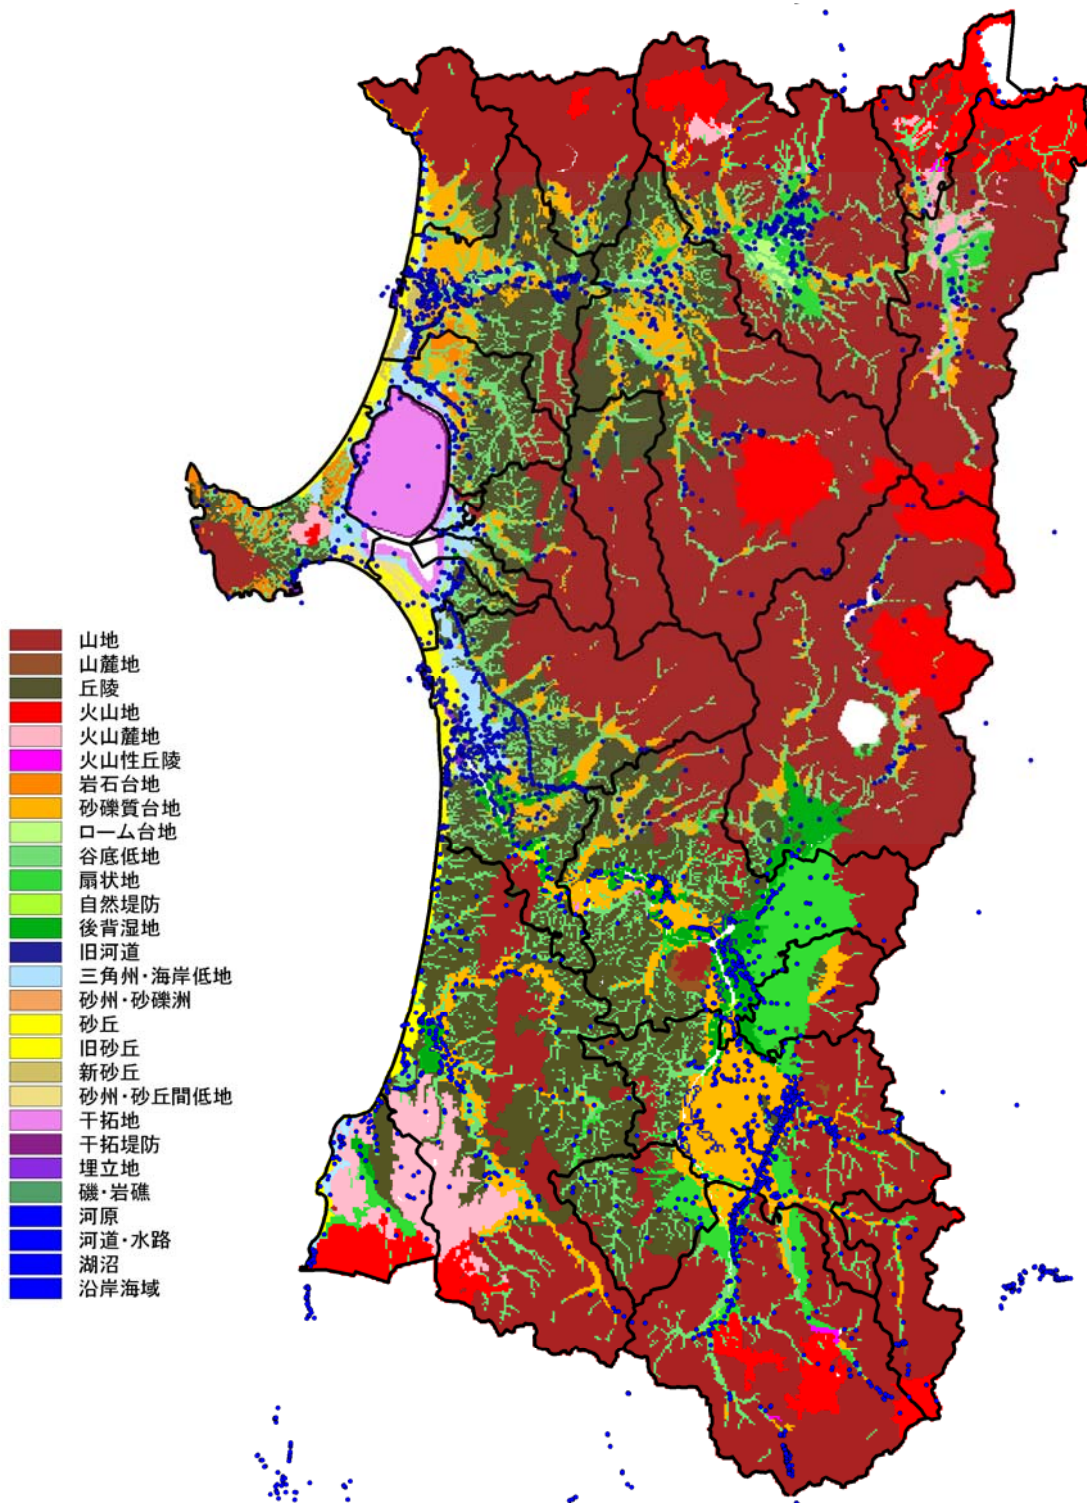 山地
山麓地
丘陵
火山地
火山麓地
火山性丘陵
岩石台地
砂礫質台地
ローム台地
谷底低地
扇状地
自然堤防
後背湿地
旧河道
三角州・海岸低地
砂州・砂礫洲
砂丘
旧砂丘
新砂丘
砂州・砂丘間低地
干拓地
干拓堤防
埋立地
磯・岩礁
河原
河道・水路
湖沼
沿岸海域